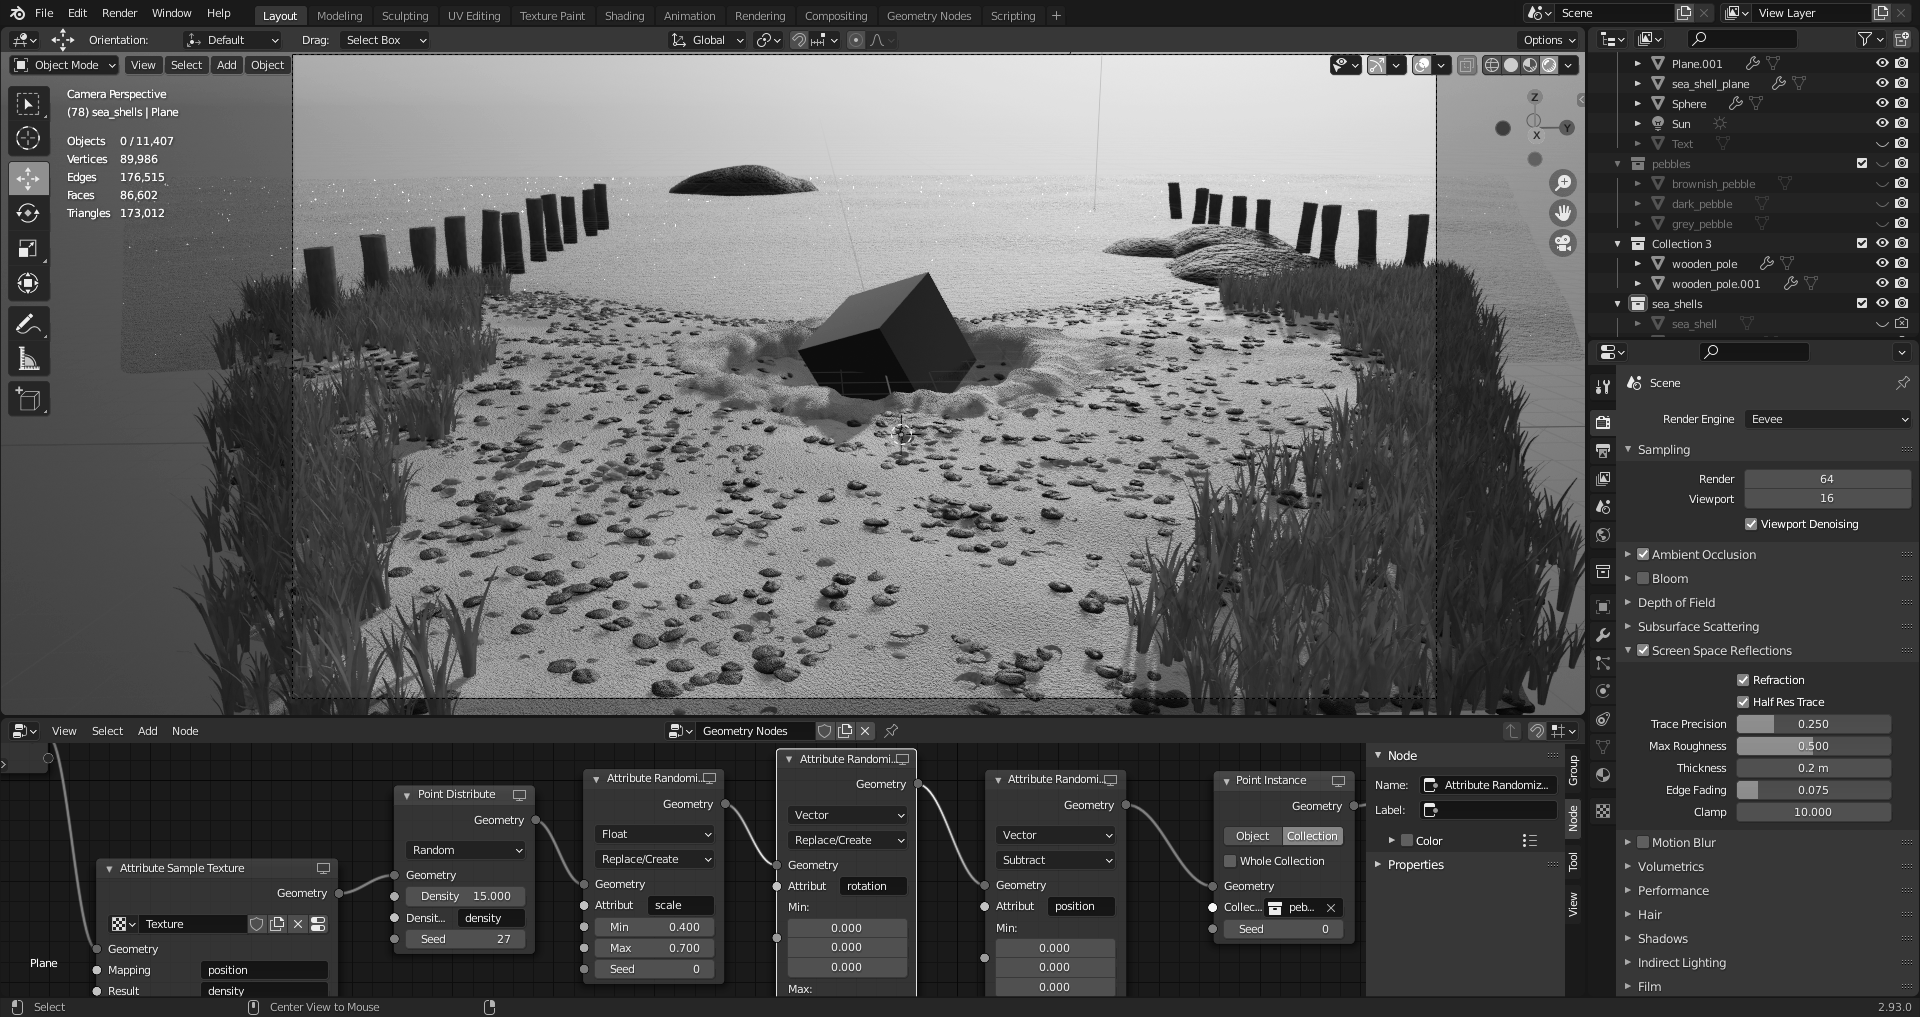 File Edit Render Window Help Layout Modeling Sculpting UV Editing Texture Paint Shading Animation Rendering Compositing Geometry Nodes Scripting + Scene View Layer
Orientation: Default Drag: Select Box Global Options
Object Mode View Select Add Object
Camera Perspective
(78) sea_shells | Plane
Objects 0 / 11,407
Vertices 89,986
Edges 176,515
Faces 86,602
Triangles 173,012
Z
Y
X
Plane.001
sea_shell_plane
Sphere
Sun
Text
pebbles
brownish_pebble
dark_pebble
grey_pebble
Collection 3
wooden_pole
wooden_pole.001
sea_shells
sea_shell
Scene
Render Engine Eevee
Sampling
Render 64
Viewport 16
Viewport Denoising
Ambient Occlusion
Bloom
Depth of Field
Subsurface Scattering
Screen Space Reflections
Refraction
Half Res Trace
Trace Precision 0.250
Max Roughness 0.500
Thickness 0.2 m
Edge Fading 0.075
Clamp 10.000
Motion Blur
Volumetrics
Performance
Hair
Shadows
Indirect Lighting
Film
View Select Add Node Geometry Nodes
Attribute Sample Texture
Geometry
Texture
Geometry
Mapping position
Result density
Plane
Point Distribute
Geometry
Random
Geometry
Density 15.000
Densit... density
Seed 27
Attribute Randomi...
Geometry
Float
Replace/Create
Geometry
Attribut scale
Min 0.400
Max 0.700
Seed 0
Attribute Randomi...
Geometry
Vector
Replace/Create
Geometry
Attribut rotation
Min:
0.000
0.000
0.000
Max:
Attribute Randomi...
Geometry
Vector
Subtract
Geometry
Attribut position
Min:
0.000
0.000
0.000
Point Instance
Geometry
Object Collection
Whole Collection
Geometry
Collec... peb...
Seed 0
Node
Name: Attribute Randomiz...
Label:
Color
Properties
Group
Node
Tool
View
Select Center View to Mouse 2.93.0